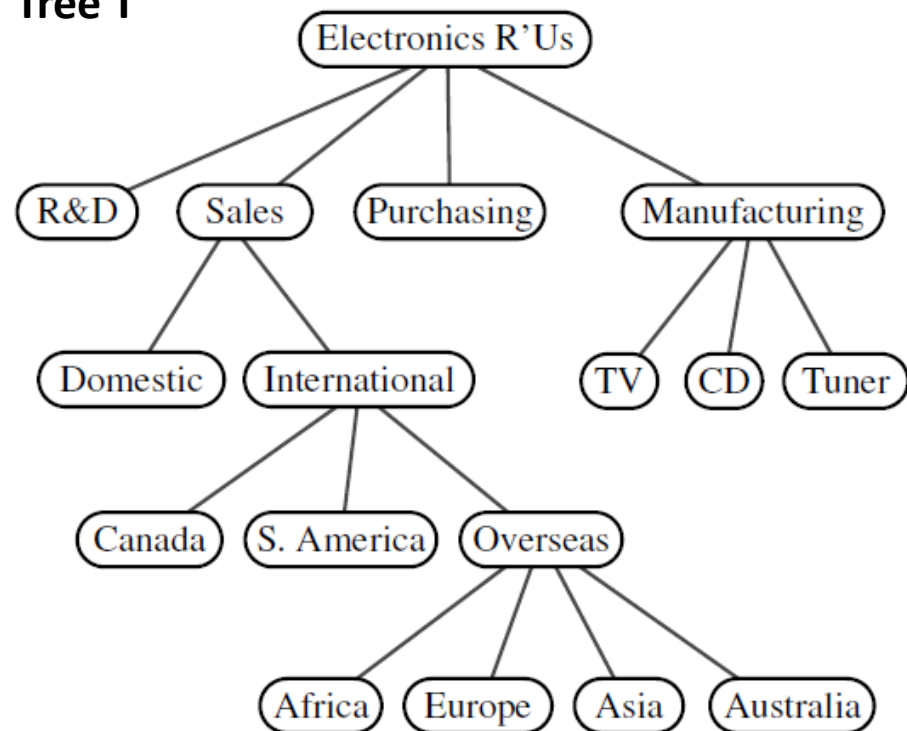 Tree 1
Electronics R'Us
R&D Sales Purchasing Manufacturing
Domestic International TV CD Tuner
Canada S. America Overseas
Africa Europe Asia Australia